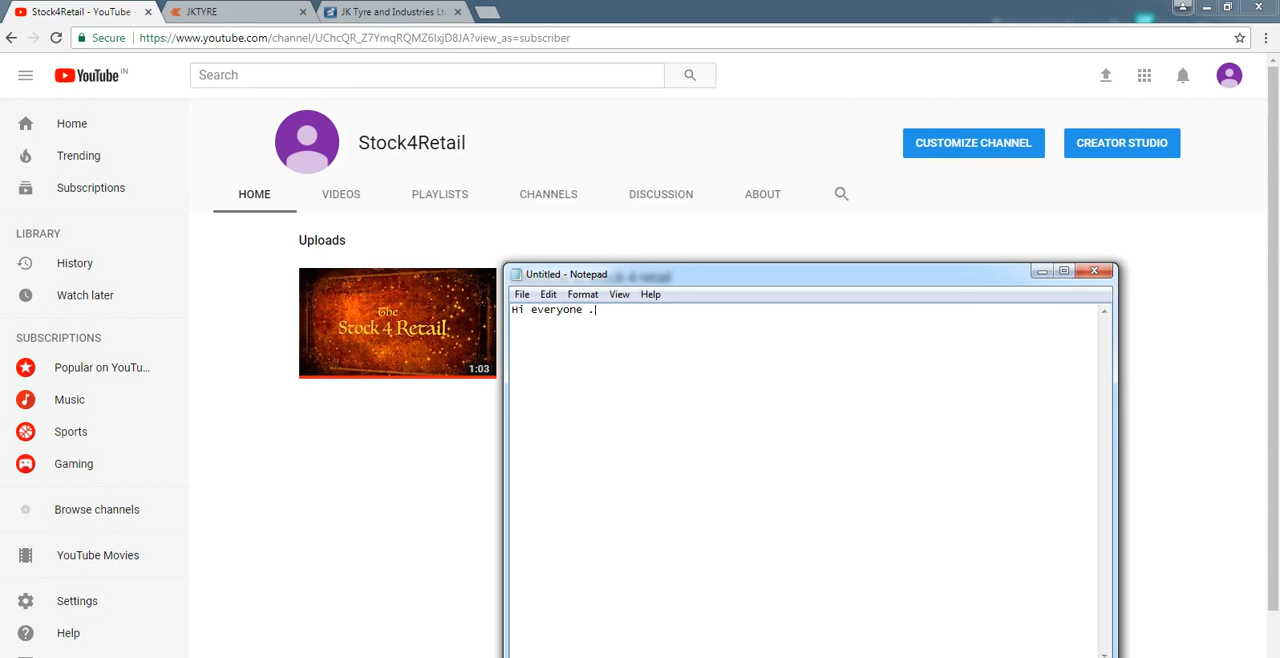 Stock4Retail - YouTube -
JKTYRE
JK Tyre and Industries Lt
Secure
https://www.youtube.com/channel/UChcQR_Z7YmqRQMZ6lxjD8JA?view_as=subscriber
YouTube IN
Search
Home
Trending
Subscriptions
LIBRARY
History
Watch later
SUBSCRIPTIONS
Popular on YouTu...
Music
Sports
Gaming
Browse channels
YouTube Movies
Settings
Help
Stock4Retail
CUSTOMIZE CHANNEL
CREATOR STUDIO
HOME VIDEOS PLAYLISTS CHANNELS DISCUSSION ABOUT
Uploads
The
Stock 4 Retail
1:03
Untitled - Notepad
File Edit Format View Help
Hi everyone .